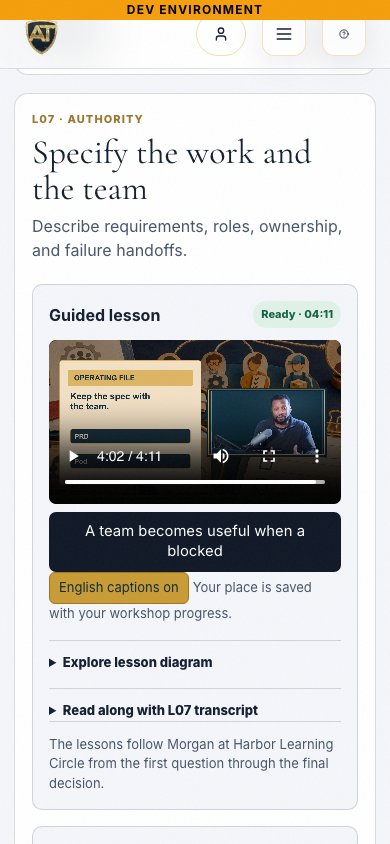 DEV ENVIRONMENT
AT
L07 · AUTHORITY
Specify the work and
the team
Describe requirements, roles, ownership,
and failure handoffs.
Guided lesson
Ready · 04:11
OPERATING FILE
Keep the spec with
the team.
PRD
Pod
4:02 / 4:11
A team becomes useful when a
blocked
English captions on Your place is saved
with your workshop progress.
Explore lesson diagram
Read along with L07 transcript
The lessons follow Morgan at Harbor Learning
Circle from the first question through the final
decision.